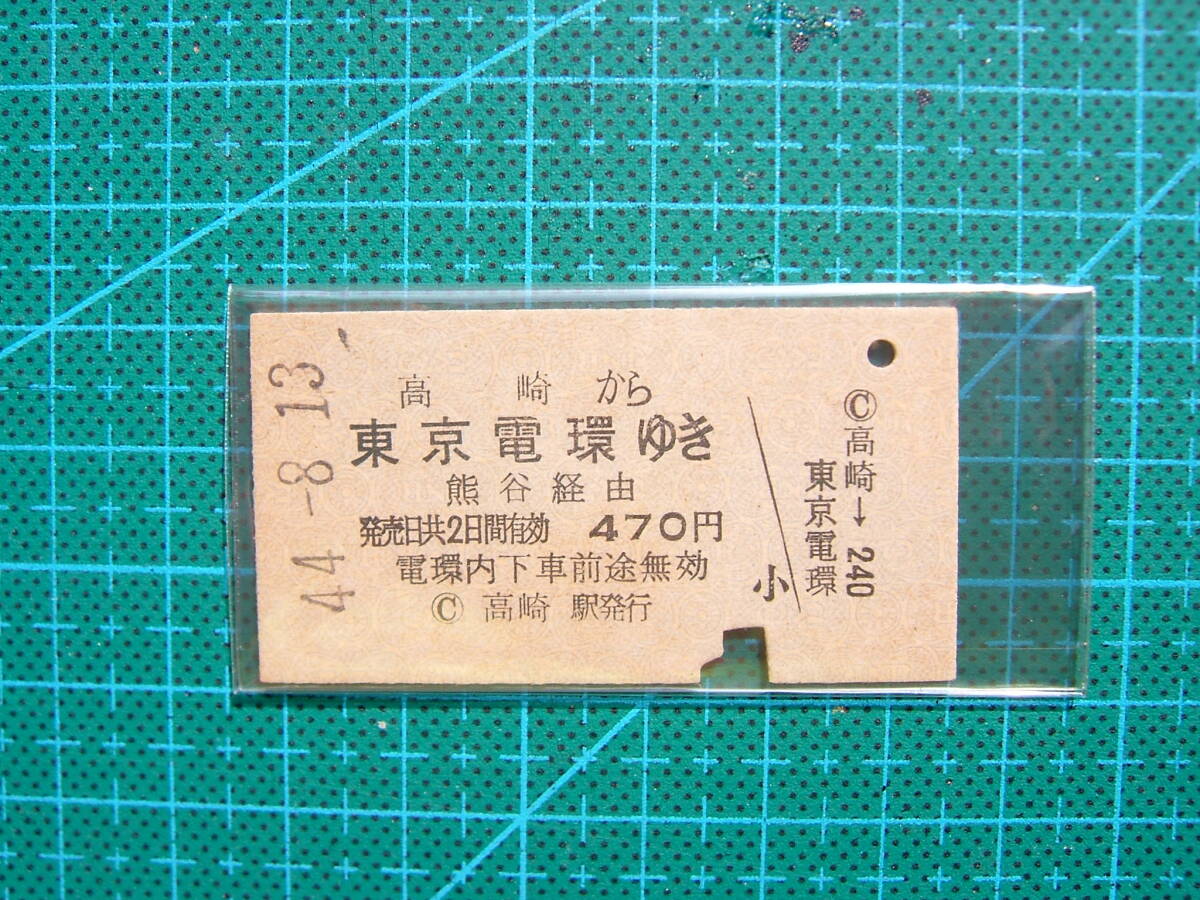 44-8 13
高崎から
東京電環ゆき
熊谷経由
発売日共2日間有効 470円
電環内下車前途無効
Ⓒ 高崎 駅発行
小
Ⓒ高崎→ 240
東京電環